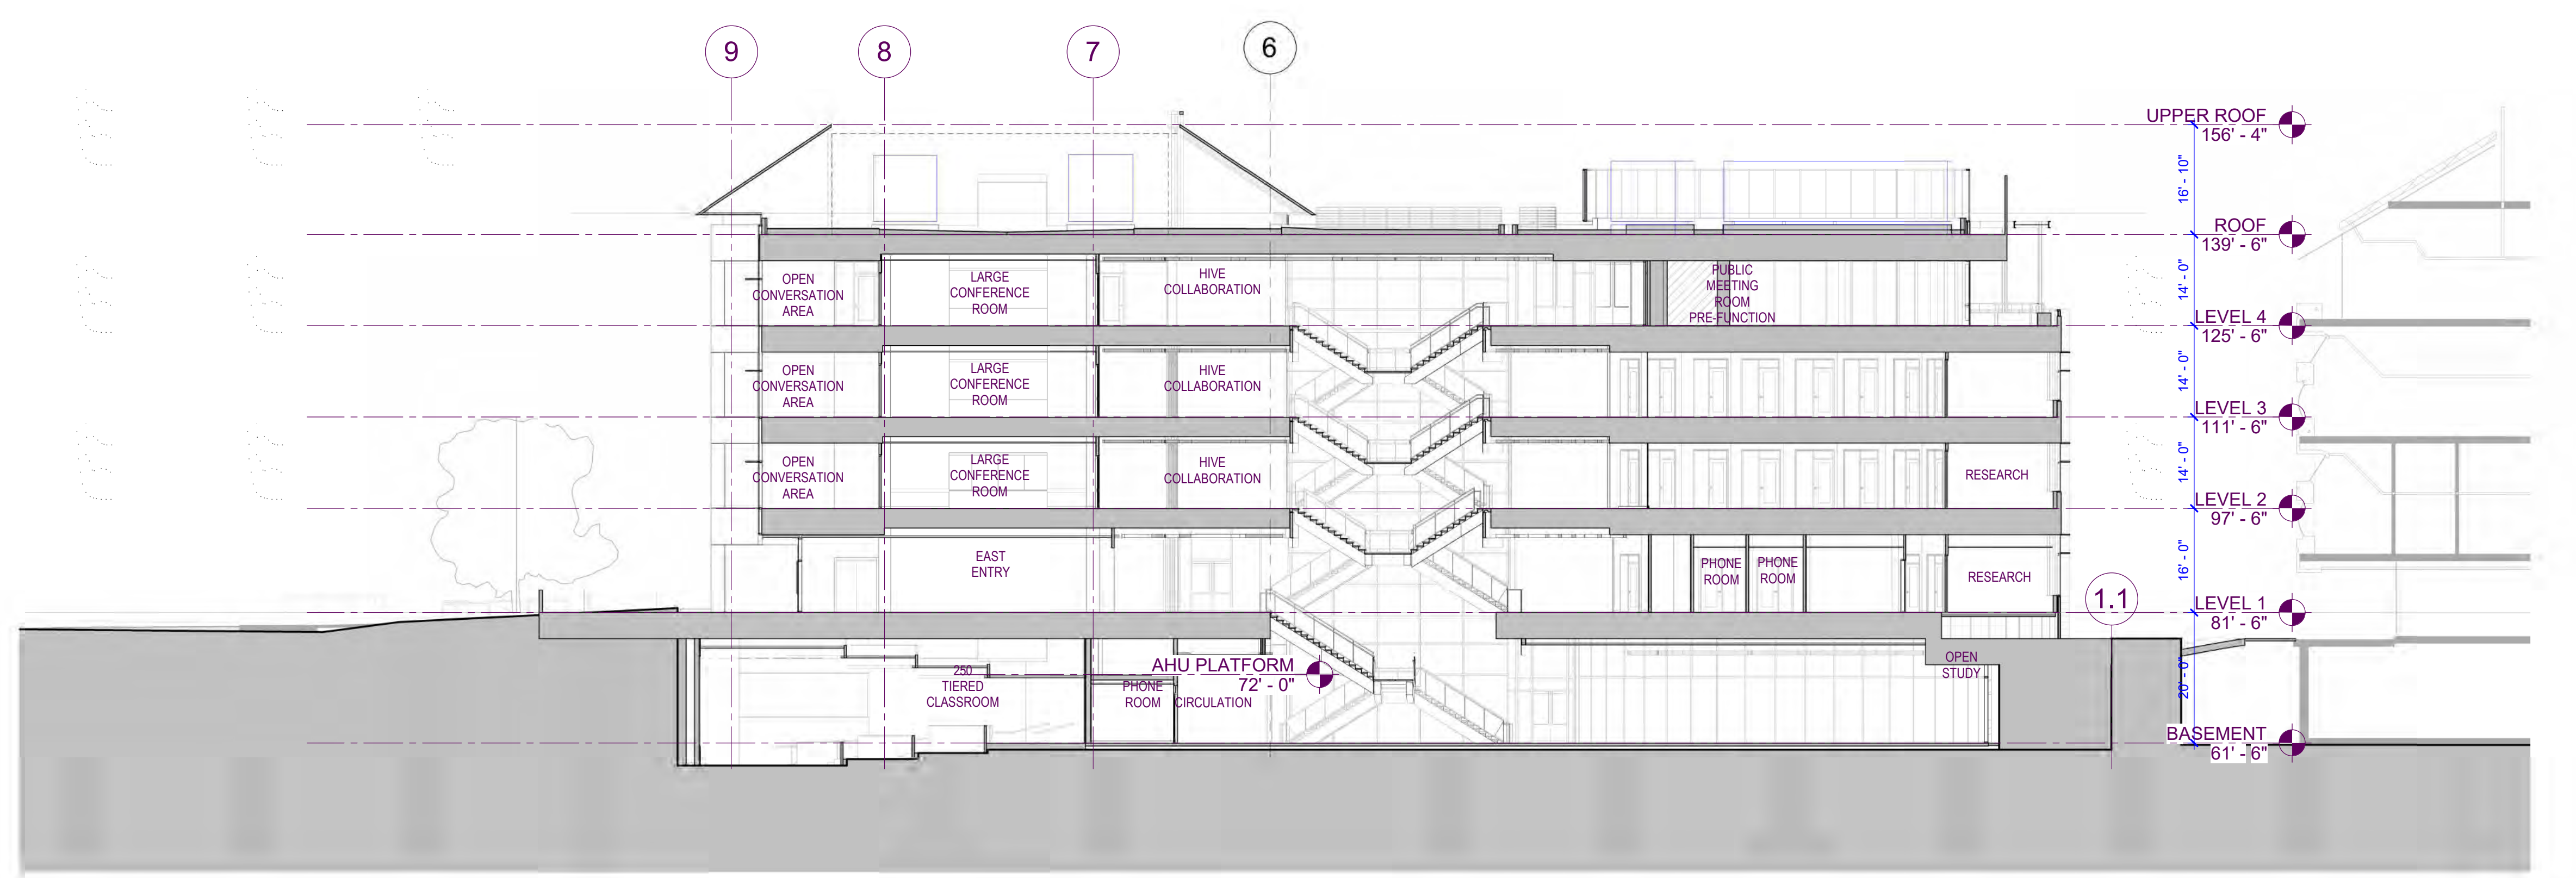 9
8
7
6
UPPER ROOF
156' - 4"
16' - 10"
ROOF
139' - 6"
OPEN
CONVERSATION
AREA
LARGE
CONFERENCE
ROOM
HIVE
COLLABORATION
PUBLIC
MEETING
ROOM
PRE-FUNCTION
14' - 0"
LEVEL 4
125' - 6"
OPEN
CONVERSATION
AREA
LARGE
CONFERENCE
ROOM
HIVE
COLLABORATION
14' - 0"
LEVEL 3
111' - 6"
OPEN
CONVERSATION
AREA
LARGE
CONFERENCE
ROOM
HIVE
COLLABORATION
RESEARCH
14' - 0"
LEVEL 2
97' - 6"
EAST
ENTRY
PHONE
ROOM
PHONE
ROOM
RESEARCH
16' - 0"
1.1
LEVEL 1
81' - 6"
250
TIERED
CLASSROOM
AHU PLATFORM
72' - 0"
PHONE
ROOM
CIRCULATION
OPEN
STUDY
20' - 0"
BASEMENT
61' - 6"